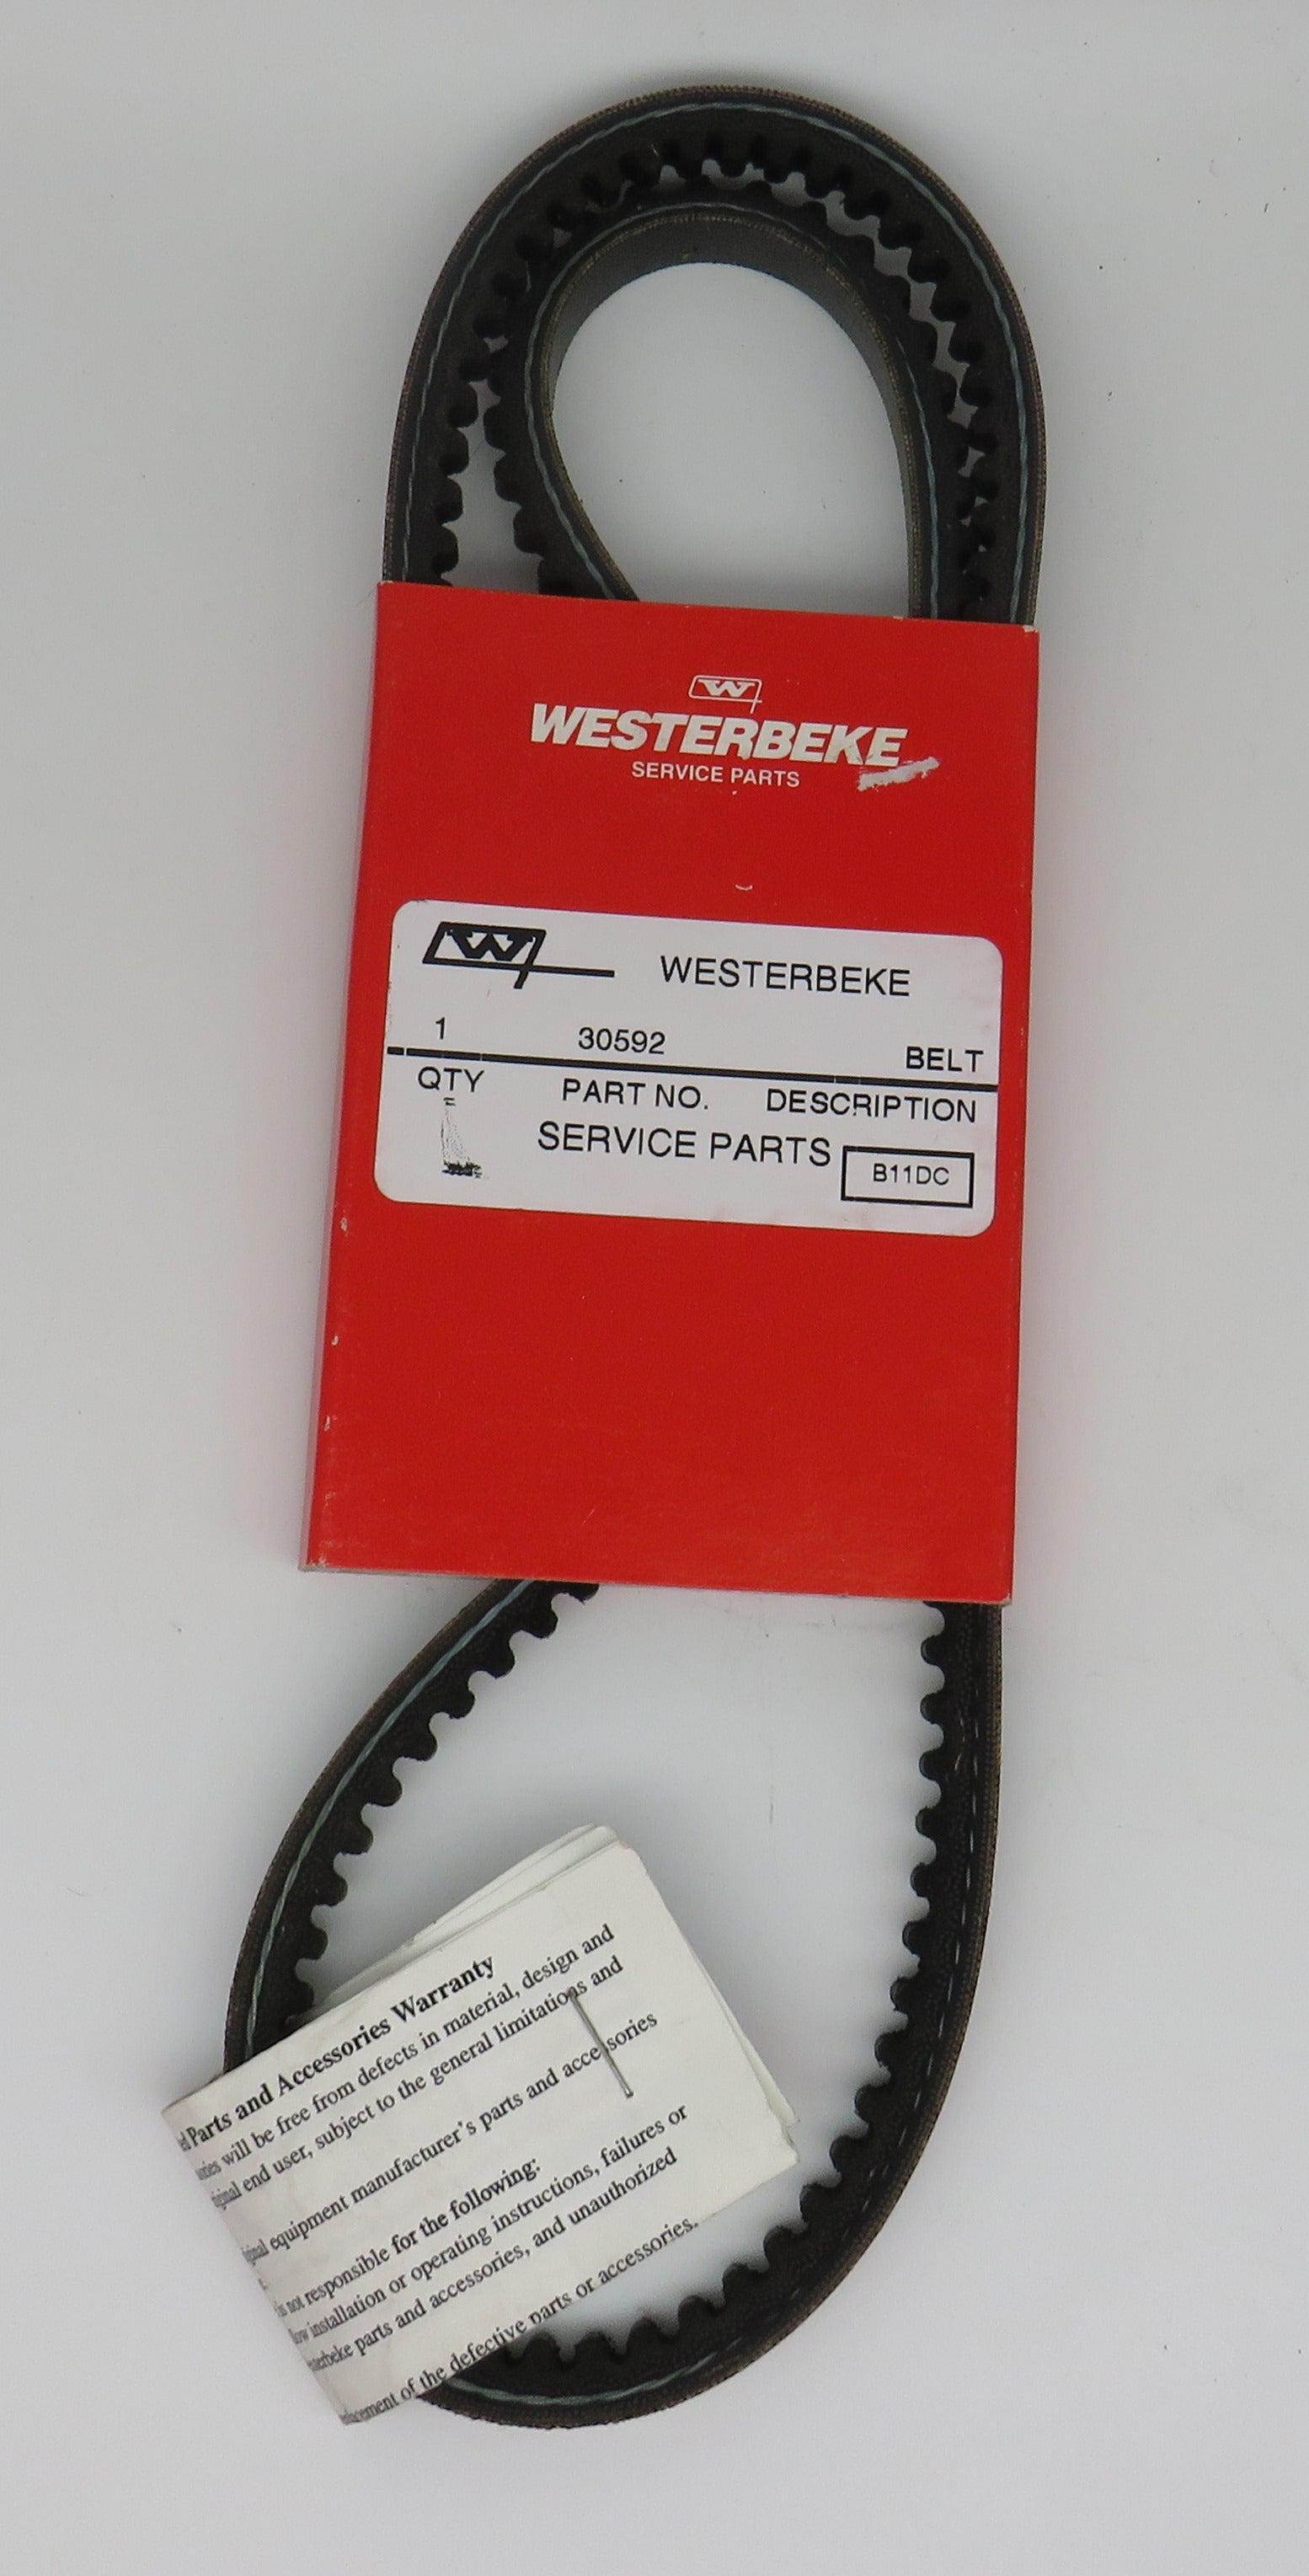 W
WESTERBEKE
SERVICE PARTS
W WESTERBEKE
1 30592 BELT
QTY PART NO. DESCRIPTION
SERVICE PARTS B11DC
Parts and Accessories Warranty
will be free from defects in material, design and
end user, subject to the general limitations and
equipment manufacturer's parts and accessories
is not responsible for the following:
installation or operating instructions, failures or
parts and accessories, and unauthorized
of the defective parts or accessories.